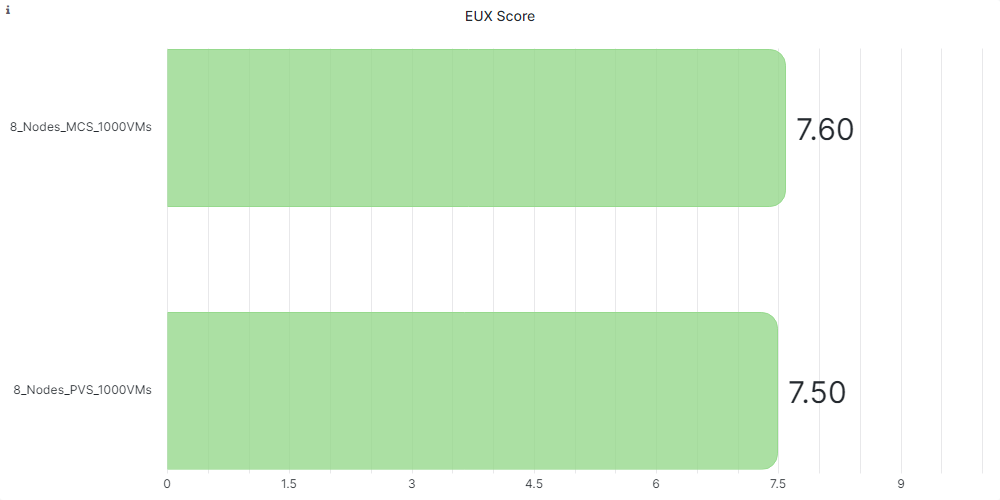 i
EUX Score
8_Nodes_MCS_1000VMs
7.60
8_Nodes_PVS_1000VMs
7.50
0 1.5 3 4.5 6 7.5 9